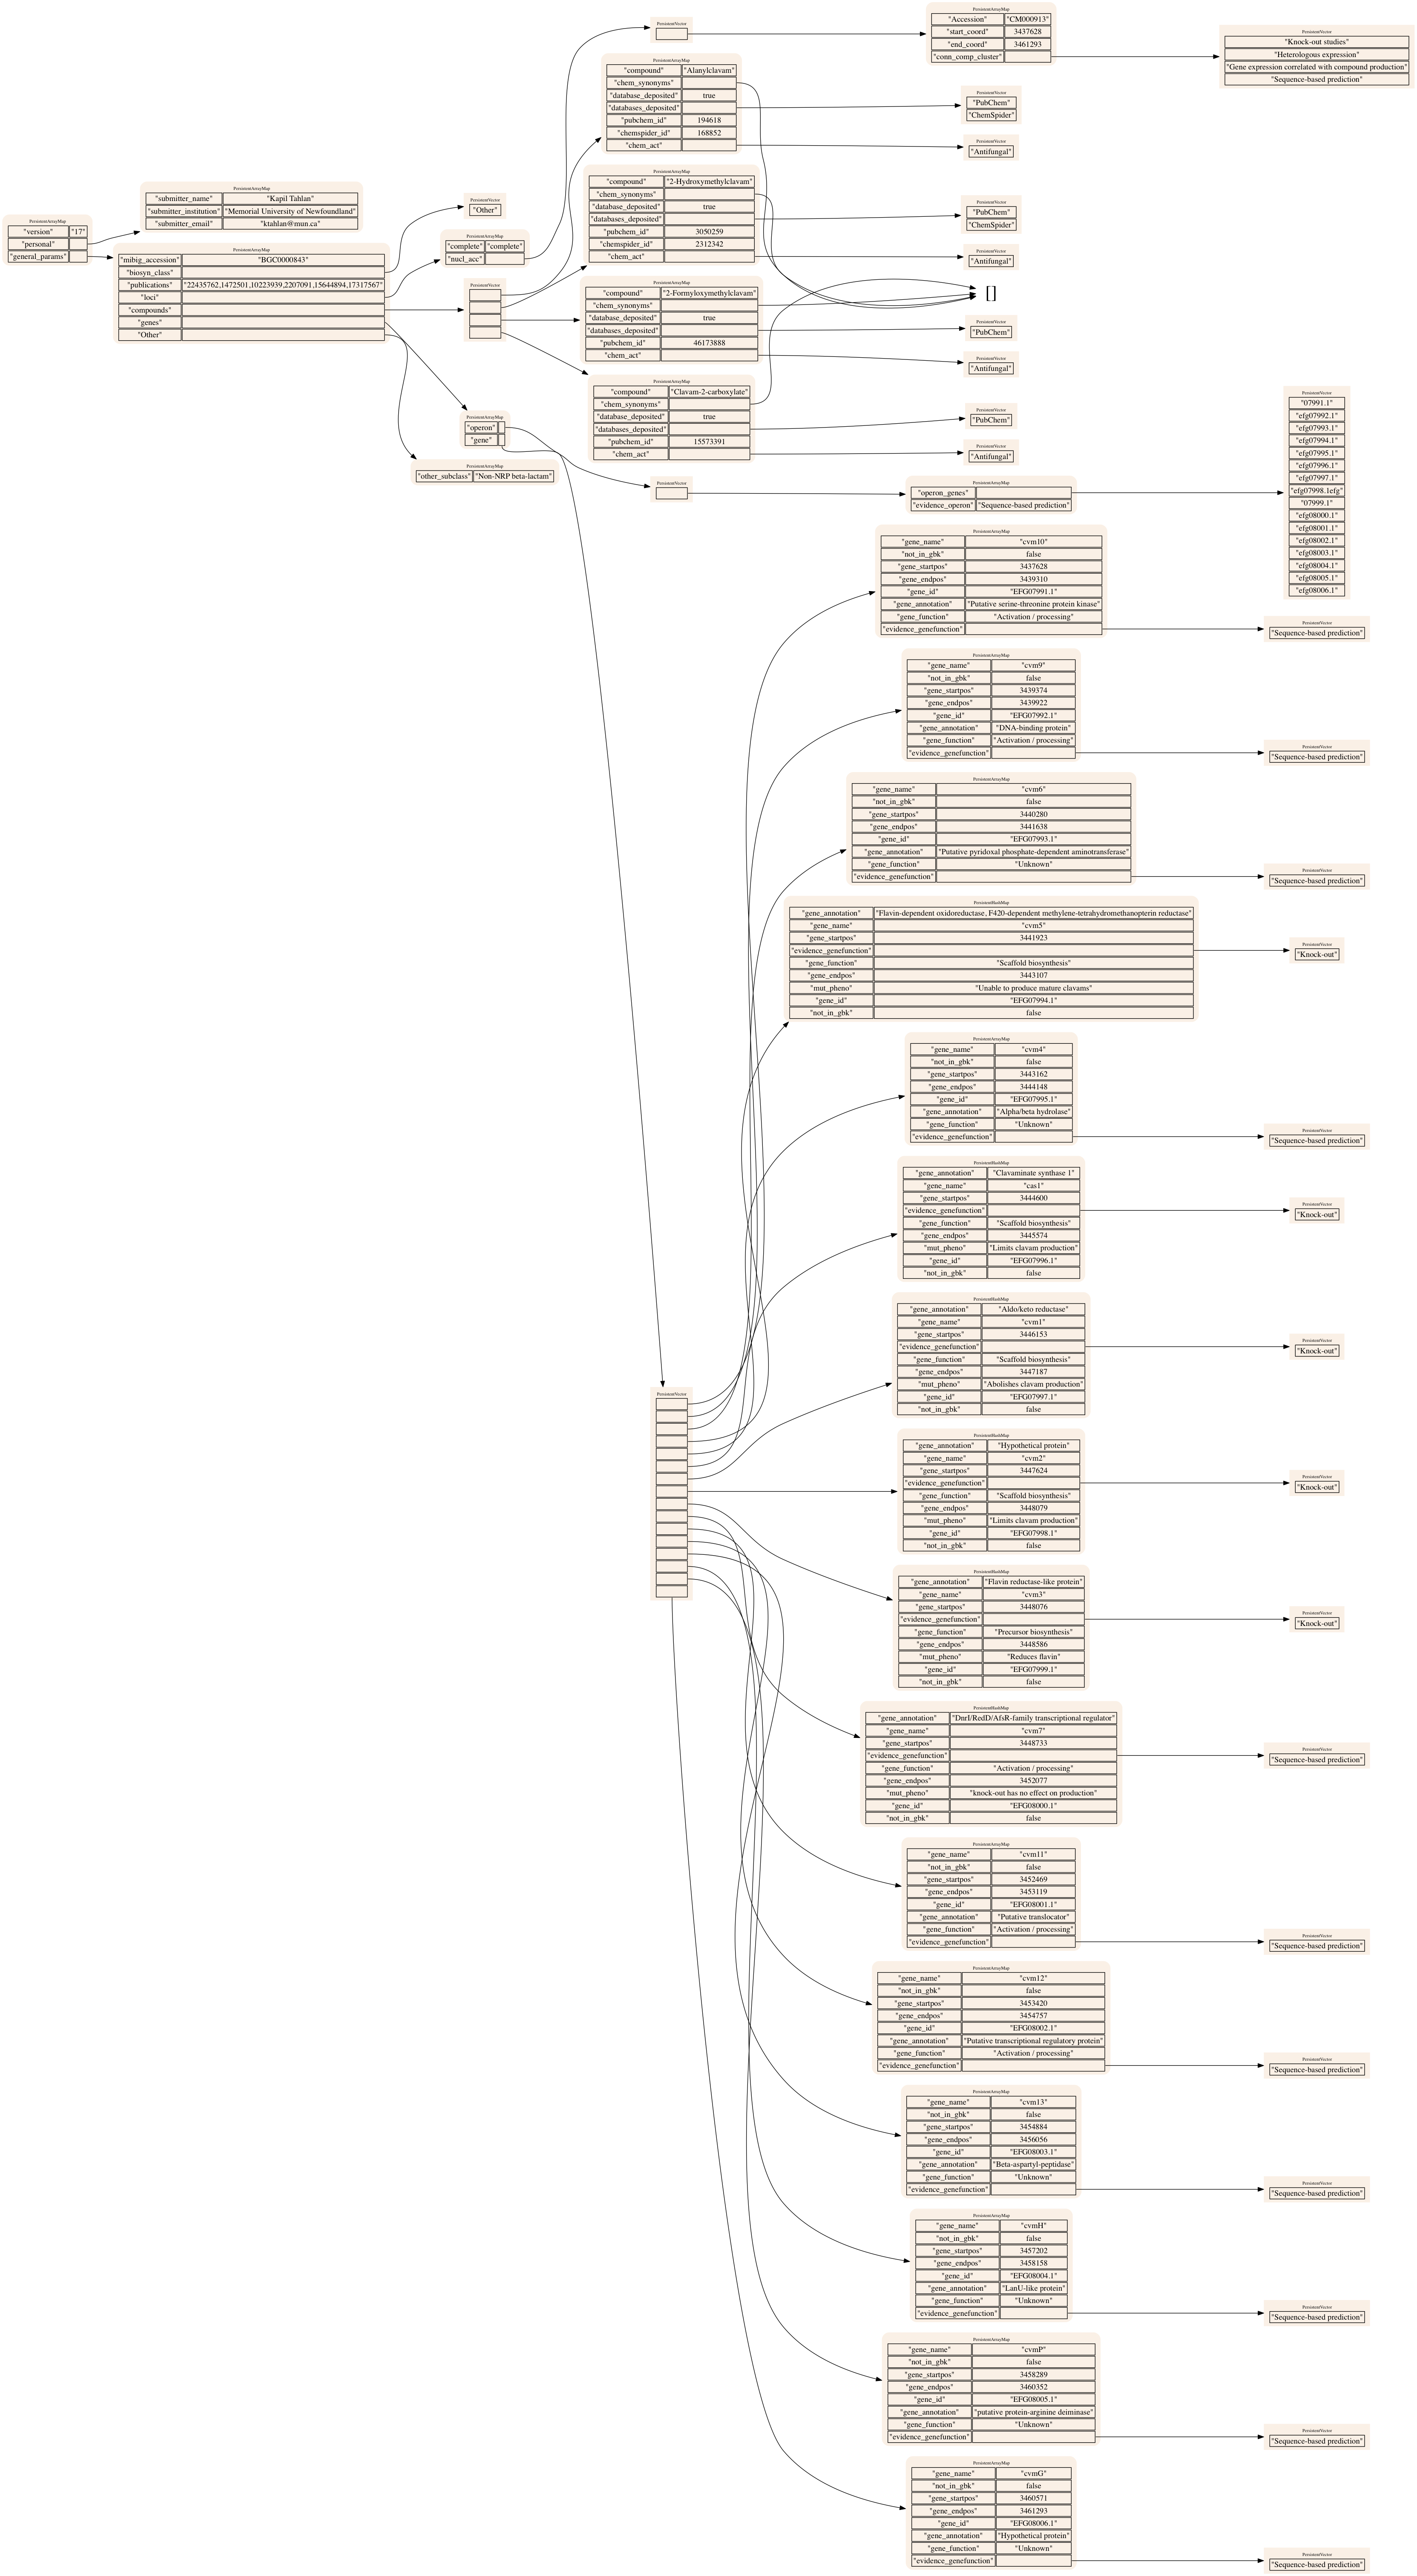 PersistentArrayMap
"version" "17"
"personal"
"general_params"
PersistentArrayMap
"submitter_name" "Kapil Tahlan"
"submitter_institution" "Memorial University of Newfoundland"
"submitter_email" "ktahlan@mun.ca"
PersistentArrayMap
"mibig_accession" "BGC0000843"
"biosyn_class"
"publications" "22435762,1472501,10223939,2207091,15644894,17317567"
"loci"
"compounds"
"genes"
"Other"
PersistentVector
"Other"
PersistentArrayMap
"complete" "complete"
"nucl_acc"
PersistentVector
PersistentArrayMap
"Accession" "CM000913"
"start_coord" 3437628
"end_coord" 3461293
"conn_comp_cluster"
PersistentVector
"Knock-out studies"
"Heterologous expression"
"Gene expression correlated with compound production"
"Sequence-based prediction"
PersistentVector
PersistentArrayMap
"compound" "Alanylclavam"
"chem_synonyms"
"database_deposited" true
"databases_deposited"
"pubchem_id" 194618
"chemspider_id" 168852
"chem_act"
PersistentVector
"PubChem"
"ChemSpider"
PersistentVector
"Antifungal"
PersistentArrayMap
"compound" "2-Hydroxymethylclavam"
"chem_synonyms"
"database_deposited" true
"databases_deposited"
"pubchem_id" 3050259
"chemspider_id" 2312342
"chem_act"
PersistentVector
"PubChem"
"ChemSpider"
PersistentVector
"Antifungal"
[]
PersistentArrayMap
"compound" "2-Formyloxymethylclavam"
"chem_synonyms"
"database_deposited" true
"databases_deposited"
"pubchem_id" 46173888
"chem_act"
PersistentVector
"PubChem"
PersistentVector
"Antifungal"
PersistentArrayMap
"compound" "Clavam-2-carboxylate"
"chem_synonyms"
"database_deposited" true
"databases_deposited"
"pubchem_id" 15573391
"chem_act"
PersistentVector
"PubChem"
PersistentVector
"Antifungal"
PersistentArrayMap
"operon"
"gene"
PersistentArrayMap
"other_subclass" "Non-NRP beta-lactam"
PersistentVector
PersistentArrayMap
"operon_genes"
"evidence_operon" "Sequence-based prediction"
PersistentVector
"07991.1"
"efg07992.1"
"efg07993.1"
"efg07994.1"
"efg07995.1"
"efg07996.1"
"efg07997.1"
"efg07998.1efg"
"07999.1"
"efg08000.1"
"efg08001.1"
"efg08002.1"
"efg08003.1"
"efg08004.1"
"efg08005.1"
"efg08006.1"
PersistentVector
PersistentArrayMap
"gene_name" "cvm10"
"not_in_gbk" false
"gene_startpos" 3437628
"gene_endpos" 3439310
"gene_id" "EFG07991.1"
"gene_annotation" "Putative serine-threonine protein kinase"
"gene_function" "Activation / processing"
"evidence_genefunction"
PersistentVector
"Sequence-based prediction"
PersistentArrayMap
"gene_name" "cvm9"
"not_in_gbk" false
"gene_startpos" 3439374
"gene_endpos" 3439922
"gene_id" "EFG07992.1"
"gene_annotation" "DNA-binding protein"
"gene_function" "Activation / processing"
"evidence_genefunction"
PersistentVector
"Sequence-based prediction"
PersistentArrayMap
"gene_name" "cvm6"
"not_in_gbk" false
"gene_startpos" 3440280
"gene_endpos" 3441638
"gene_id" "EFG07993.1"
"gene_annotation" "Putative pyridoxal phosphate-dependent aminotransferase"
"gene_function" "Unknown"
"evidence_genefunction"
PersistentVector
"Sequence-based prediction"
PersistentHashMap
"gene_annotation" "Flavin-dependent oxidoreductase, F420-dependent methylene-tetrahydromethanopterin reductase"
"gene_name" "cvm5"
"gene_startpos" 3441923
"evidence_genefunction"
"gene_function" "Scaffold biosynthesis"
"gene_endpos" 3443107
"mut_pheno" "Unable to produce mature clavams"
"gene_id" "EFG07994.1"
"not_in_gbk" false
PersistentVector
"Knock-out"
PersistentArrayMap
"gene_name" "cvm4"
"not_in_gbk" false
"gene_startpos" 3443162
"gene_endpos" 3444148
"gene_id" "EFG07995.1"
"gene_annotation" "Alpha/beta hydrolase"
"gene_function" "Unknown"
"evidence_genefunction"
PersistentVector
"Sequence-based prediction"
PersistentHashMap
"gene_annotation" "Clavaminate synthase 1"
"gene_name" "cas1"
"gene_startpos" 3444600
"evidence_genefunction"
"gene_function" "Scaffold biosynthesis"
"gene_endpos" 3445574
"mut_pheno" "Limits clavam production"
"gene_id" "EFG07996.1"
"not_in_gbk" false
PersistentVector
"Knock-out"
PersistentHashMap
"gene_annotation" "Aldo/keto reductase"
"gene_name" "cvm1"
"gene_startpos" 3446153
"evidence_genefunction"
"gene_function" "Scaffold biosynthesis"
"gene_endpos" 3447187
"mut_pheno" "Abolishes clavam production"
"gene_id" "EFG07997.1"
"not_in_gbk" false
PersistentVector
"Knock-out"
PersistentHashMap
"gene_annotation" "Hypothetical protein"
"gene_name" "cvm2"
"gene_startpos" 3447624
"evidence_genefunction"
"gene_function" "Scaffold biosynthesis"
"gene_endpos" 3448079
"mut_pheno" "Limits clavam production"
"gene_id" "EFG07998.1"
"not_in_gbk" false
PersistentVector
"Knock-out"
PersistentHashMap
"gene_annotation" "Flavin reductase-like protein"
"gene_name" "cvm3"
"gene_startpos" 3448076
"evidence_genefunction"
"gene_function" "Precursor biosynthesis"
"gene_endpos" 3448586
"mut_pheno" "Reduces flavin"
"gene_id" "EFG07999.1"
"not_in_gbk" false
PersistentVector
"Knock-out"
PersistentHashMap
"gene_annotation" "DnrI/RedD/AfsR-family transcriptional regulator"
"gene_name" "cvm7"
"gene_startpos" 3448733
"evidence_genefunction"
"gene_function" "Activation / processing"
"gene_endpos" 3452077
"mut_pheno" "knock-out has no effect on production"
"gene_id" "EFG08000.1"
"not_in_gbk" false
PersistentVector
"Sequence-based prediction"
PersistentArrayMap
"gene_name" "cvm11"
"not_in_gbk" false
"gene_startpos" 3452469
"gene_endpos" 3453119
"gene_id" "EFG08001.1"
"gene_annotation" "Putative translocator"
"gene_function" "Activation / processing"
"evidence_genefunction"
PersistentVector
"Sequence-based prediction"
PersistentArrayMap
"gene_name" "cvm12"
"not_in_gbk" false
"gene_startpos" 3453420
"gene_endpos" 3454757
"gene_id" "EFG08002.1"
"gene_annotation" "Putative transcriptional regulatory protein"
"gene_function" "Activation / processing"
"evidence_genefunction"
PersistentVector
"Sequence-based prediction"
PersistentArrayMap
"gene_name" "cvm13"
"not_in_gbk" false
"gene_startpos" 3454884
"gene_endpos" 3456056
"gene_id" "EFG08003.1"
"gene_annotation" "Beta-aspartyl-peptidase"
"gene_function" "Unknown"
"evidence_genefunction"
PersistentVector
"Sequence-based prediction"
PersistentArrayMap
"gene_name" "cvmH"
"not_in_gbk" false
"gene_startpos" 3457202
"gene_endpos" 3458158
"gene_id" "EFG08004.1"
"gene_annotation" "LanU-like protein"
"gene_function" "Unknown"
"evidence_genefunction"
PersistentVector
"Sequence-based prediction"
PersistentArrayMap
"gene_name" "cvmP"
"not_in_gbk" false
"gene_startpos" 3458289
"gene_endpos" 3460352
"gene_id" "EFG08005.1"
"gene_annotation" "putative protein-arginine deiminase"
"gene_function" "Unknown"
"evidence_genefunction"
PersistentVector
"Sequence-based prediction"
PersistentArrayMap
"gene_name" "cvmG"
"not_in_gbk" false
"gene_startpos" 3460571
"gene_endpos" 3461293
"gene_id" "EFG08006.1"
"gene_annotation" "Hypothetical protein"
"gene_function" "Unknown"
"evidence_genefunction"
PersistentVector
"Sequence-based prediction"